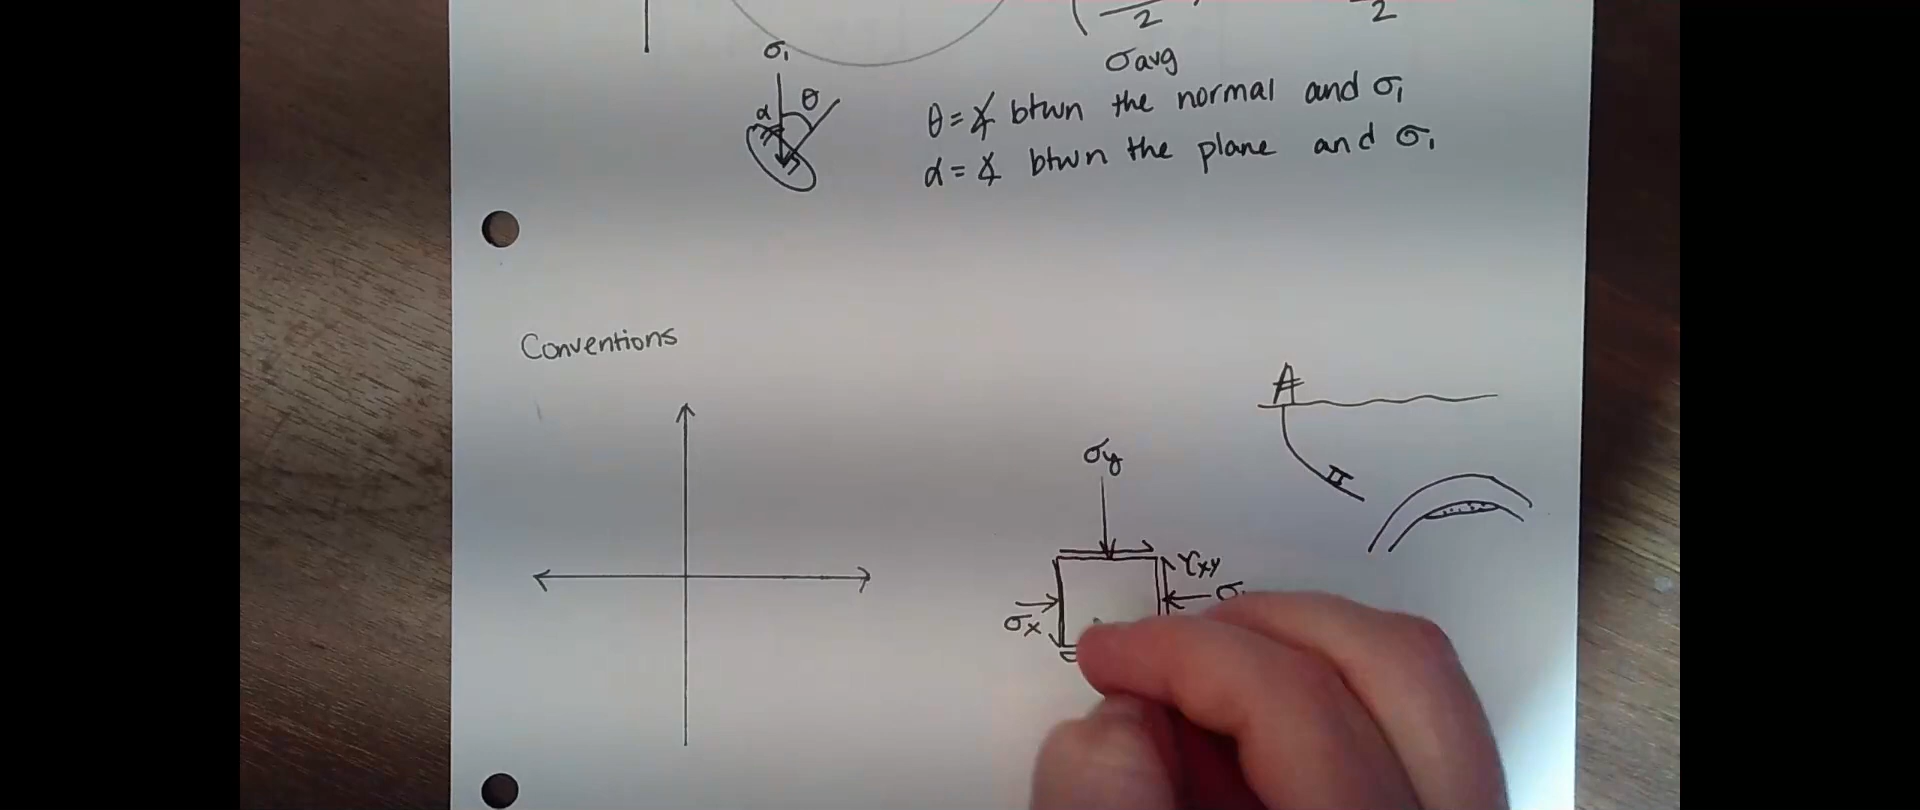 2
2
σavg
σ₁
α θ
θ = ∡ btwn the normal and σ₁
α = ∡ btwn the plane and σ₁
Conventions
σy
τxy
σx